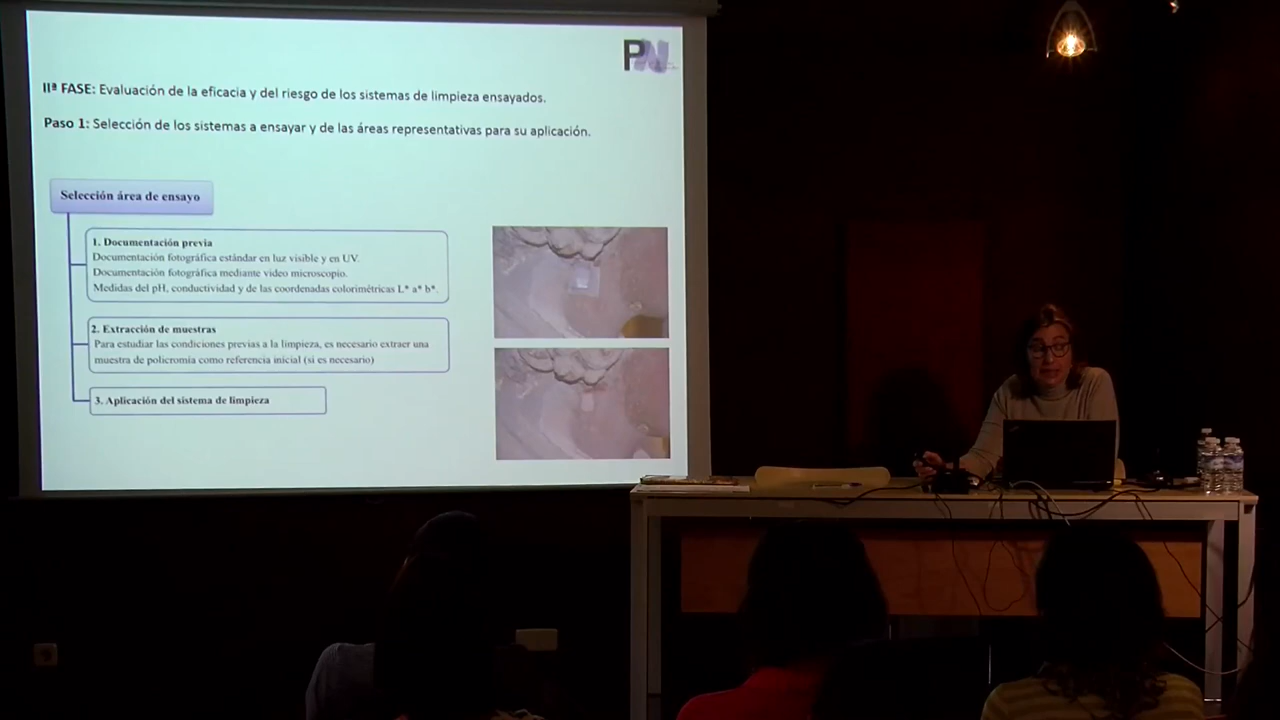 PN
IIª FASE: Evaluación de la eficacia y del riesgo de los sistemas de limpieza ensayados.
Paso 1: Selección de los sistemas a ensayar y de las áreas representativas para su aplicación.
Selección área de ensayo
1. Documentación previa
Documentación fotográfica estándar en luz visible y en UV.
Documentación fotográfica mediante video microscopio.
Medidas del pH, conductividad y de las coordenadas colorimétricas L* a* b*.
2. Extracción de muestras
Para estudiar las condiciones previas a la limpieza, es necesario extraer una
muestra de policromía como referencia inicial (si es necesario)
3. Aplicación del sistema de limpieza